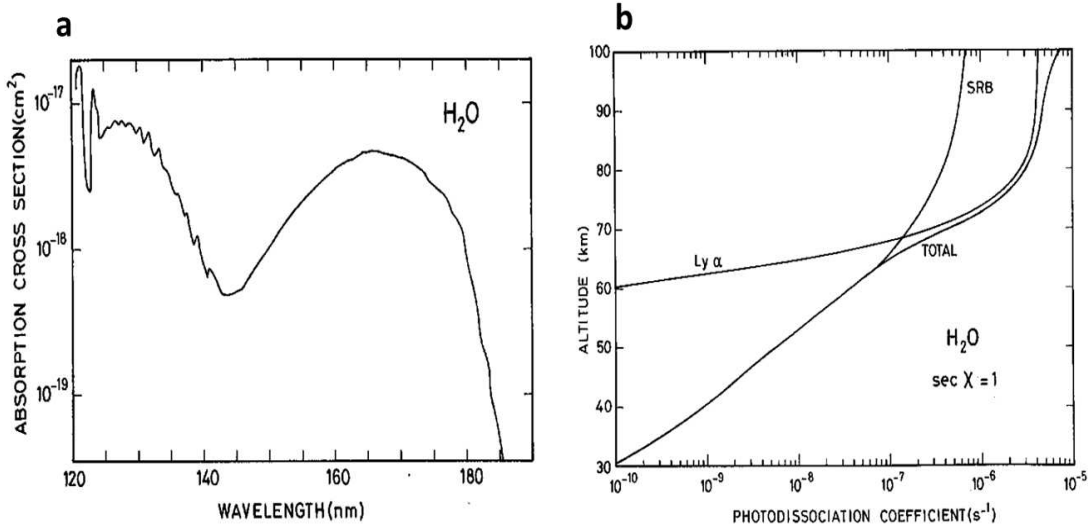 a
ABSORPTION CROSS SECTION(cm²)
10⁻¹⁷
10⁻¹⁸
10⁻¹⁹
H₂O
120
140
160
180
WAVELENGTH(nm)
b
ALTITUDE (km)
100
90
80
70
60
50
40
30
SRB
Ly α
TOTAL
H₂O
sec X = 1
10⁻¹⁰
10⁻⁹
10⁻⁸
10⁻⁷
10⁻⁶
10⁻⁵
PHOTODISSOCIATION COEFFICIENT(s⁻¹)